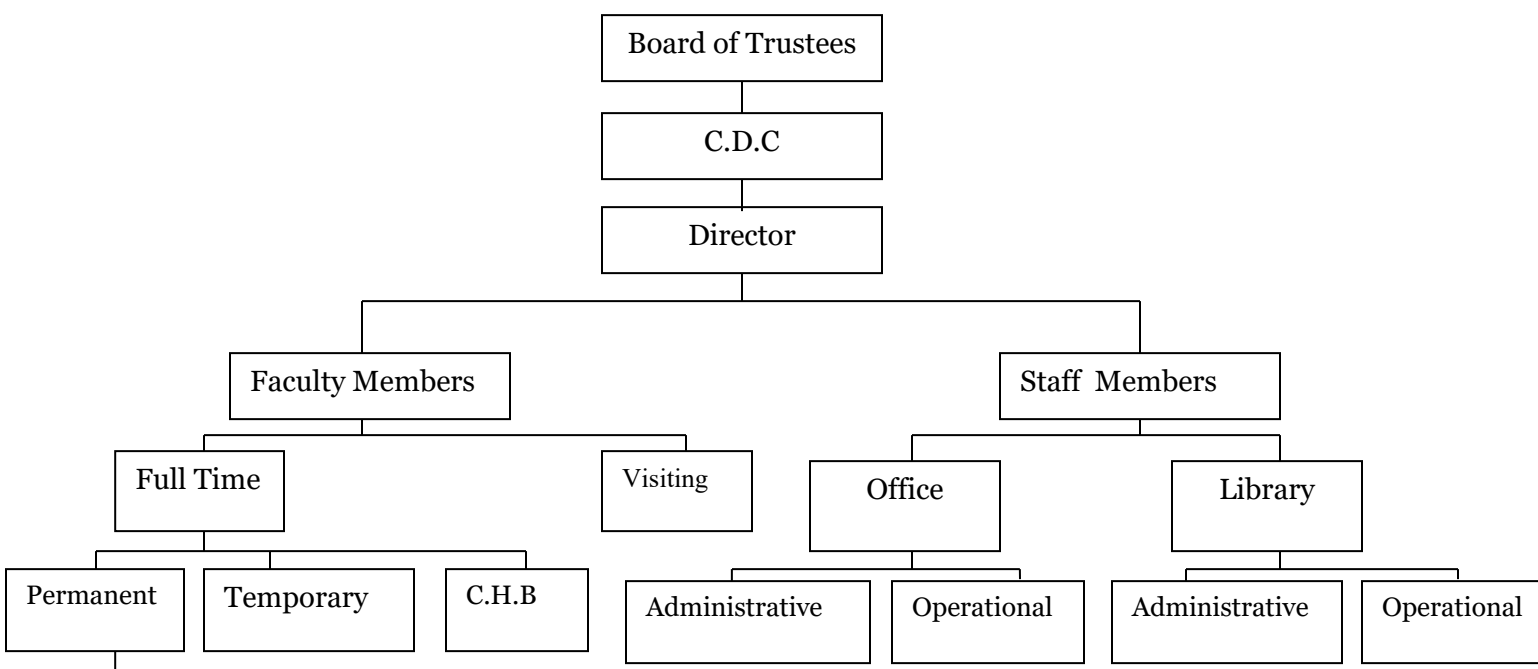 Board of Trustees
C.D.C
Director
Faculty Members
Staff Members
Full Time
Visiting
Office
Library
Permanent
Temporary
C.H.B
Administrative
Operational
Administrative
Operational